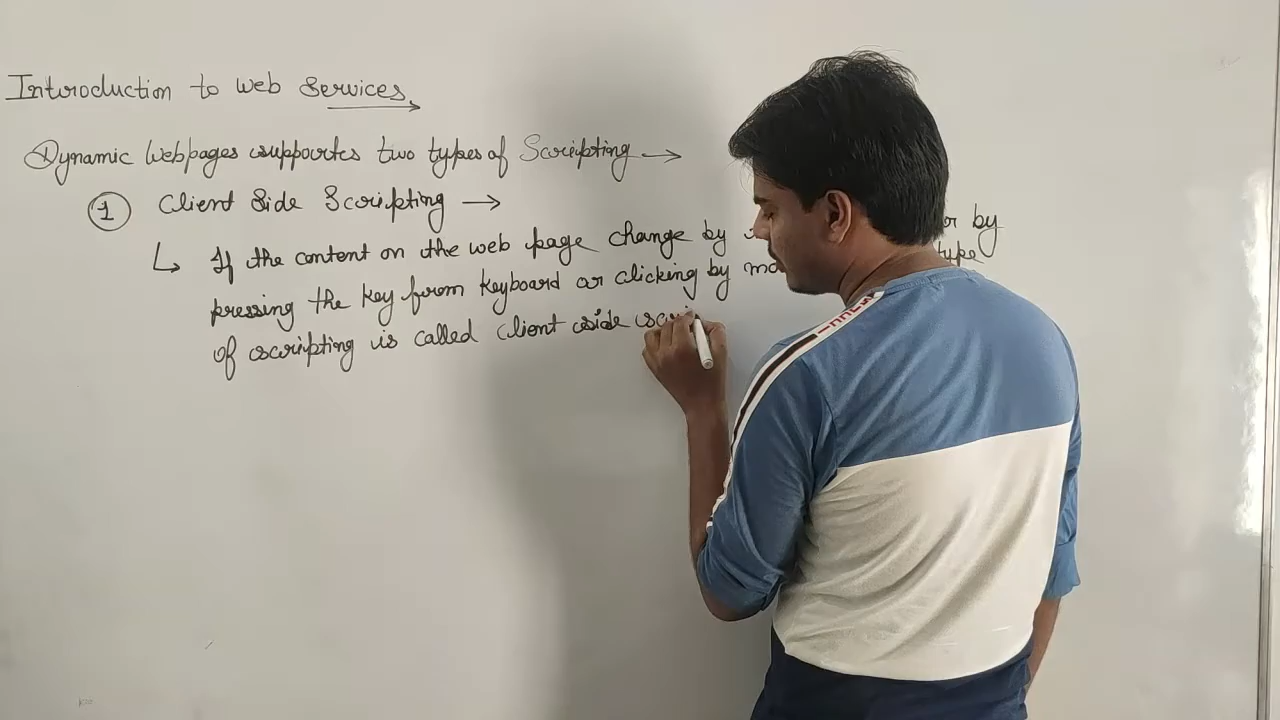 Introduction to Web Services
Dynamic Webpages supportes two types of Scripting →
1 Client Side Scripting →
If the content on the web page change by or by
pressing the key from keyboard or clicking by type
of scripting is called client side